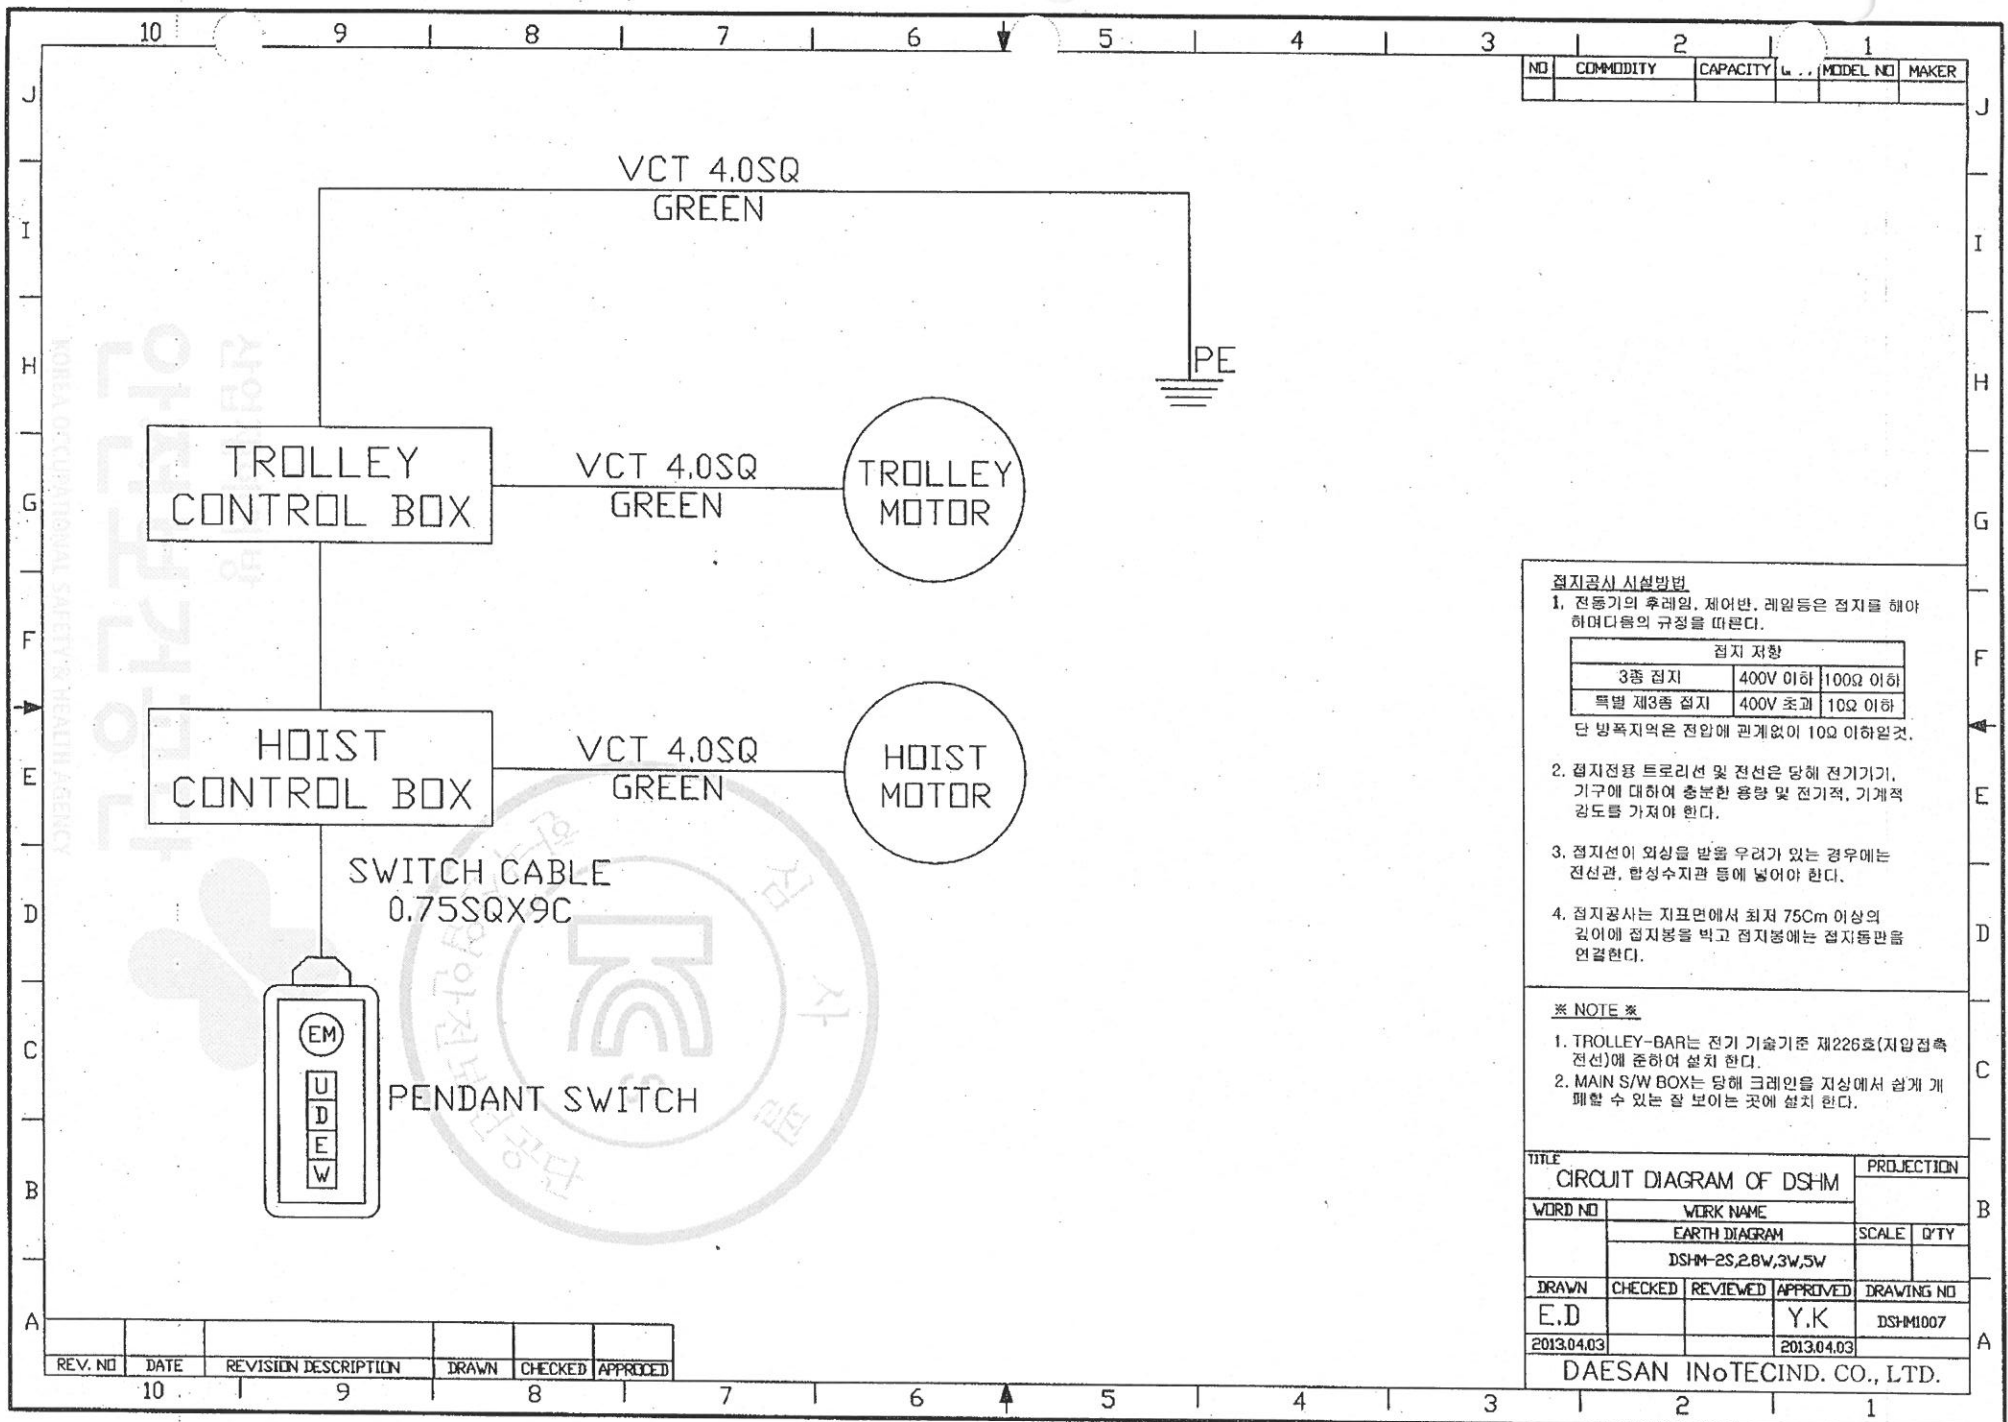 10 9 8 7 6 5 4 3 2 1
NO COMMODITY CAPACITY MODEL NO MAKER
J
I
H
G
F
E
D
C
B
A
J
I
H
G
F
E
D
C
B
A
VCT 4.0SQ
GREEN
PE
TROLLEY
CONTROL BOX
VCT 4.0SQ
GREEN
TROLLEY
MOTOR
HOIST
CONTROL BOX
VCT 4.0SQ
GREEN
HOIST
MOTOR
SWITCH CABLE
0.75SQX9C
EM
U
D
E
W
PENDANT SWITCH
접지공사 시설방법
1. 전동기의 후레임, 제어반, 레일등은 접지를 해야
하며다음의 규정을 따른다.
접지 저항
3종 접지 400V 이하 100Ω 이하
특별 제3종 접지 400V 초과 10Ω 이하
단 방폭지역은 전압에 관계없이 10Ω 이하일것.
2. 접지전용 트로리선 및 전선은 당해 전기기기,
기구에 대하여 충분한 용량 및 전기적, 기계적
강도를 가져야 한다.
3. 접지선이 외상을 받을 우려가 있는 경우에는
전선관, 합성수지관 등에 넣어야 한다.
4. 접지공사는 지표면에서 최저 75Cm 이상의
깊이에 접지봉을 박고 접지봉에는 접지동판을
연결한다.
※ NOTE ※
1. TROLLEY-BAR는 전기 기술기준 제226호(저압접촉
전선)에 준하여 설치 한다.
2. MAIN S/W BOX는 당해 크레인을 지상에서 쉽게 개
폐할 수 있는 잘 보이는 곳에 설치 한다.
TITLE
CIRCUIT DIAGRAM OF DSHM
PROJECTION
WORD NO WORK NAME
EARTH DIAGRAM SCALE Q'TY
DSHM-2S,2.8W,3W,5W
DRAWN CHECKED REVIEWED APPROVED DRAWING NO
E.D Y.K DSHM1007
2013.04.03 2013.04.03
DAESAN INoTECIND. CO., LTD.
REV. NO DATE REVISION DESCRIPTION DRAWN CHECKED APPROCED
10 9 8 7 6 5 4 3 2 1
KOREA OCCUPATIONAL SAFETY & HEALTH AGENCY
안전보건공단
심사필